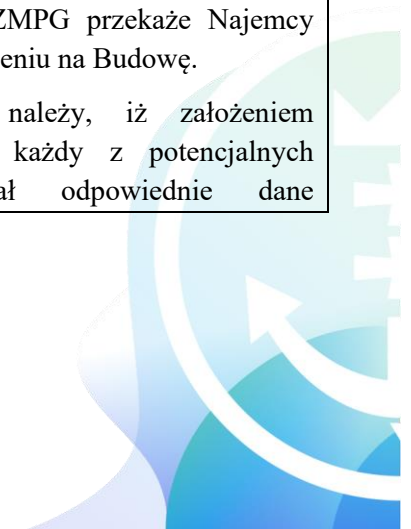 ZMPG przekaże Najemcy
eniu na Budowę.
należy, iż założeniem
każdy z potencjalnych
ał odpowiednie dane